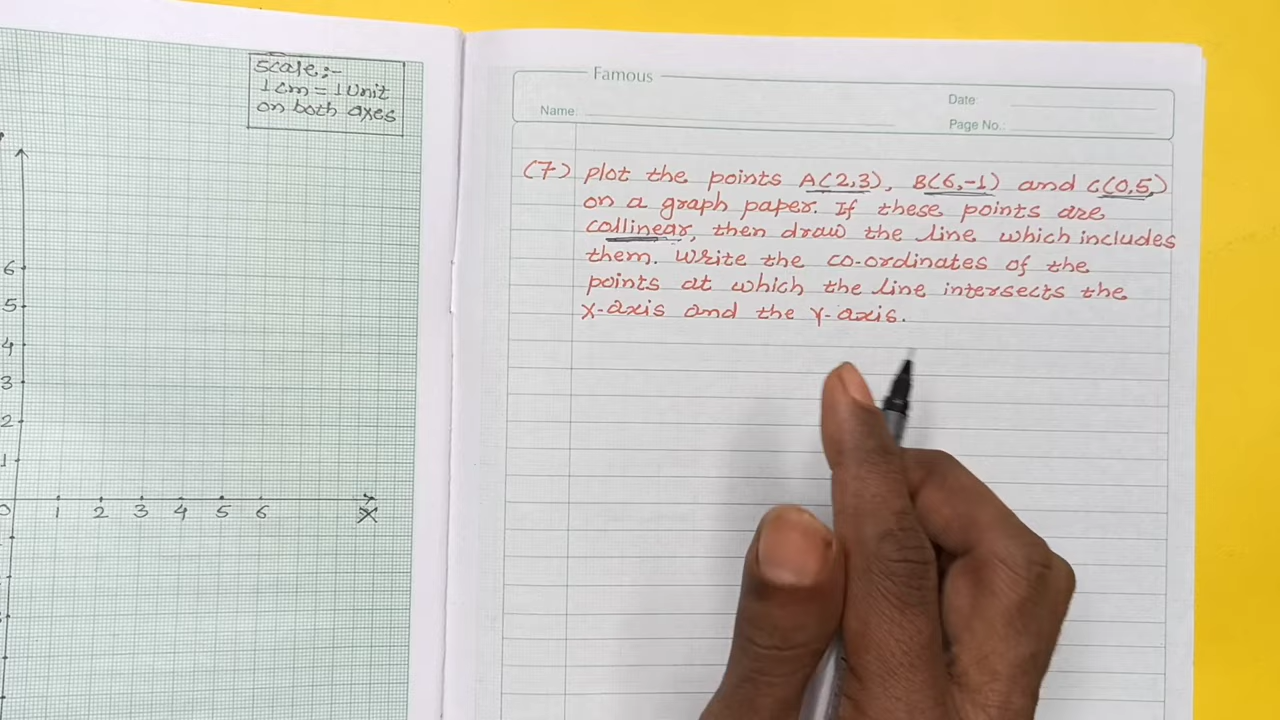 Scale:-
1 cm = 1 Unit
on both axes
6
5
4
3
2
1
0 1 2 3 4 5 6 X
Famous
Name: Date:
Page No.:
(7) Plot the points A(2,3), B(6,-1) and C(0,5)
on a graph paper. If these points are
collinear, then draw the line which includes
them. Write the co-ordinates of the
points at which the line intersects the
X-axis and the Y-axis.